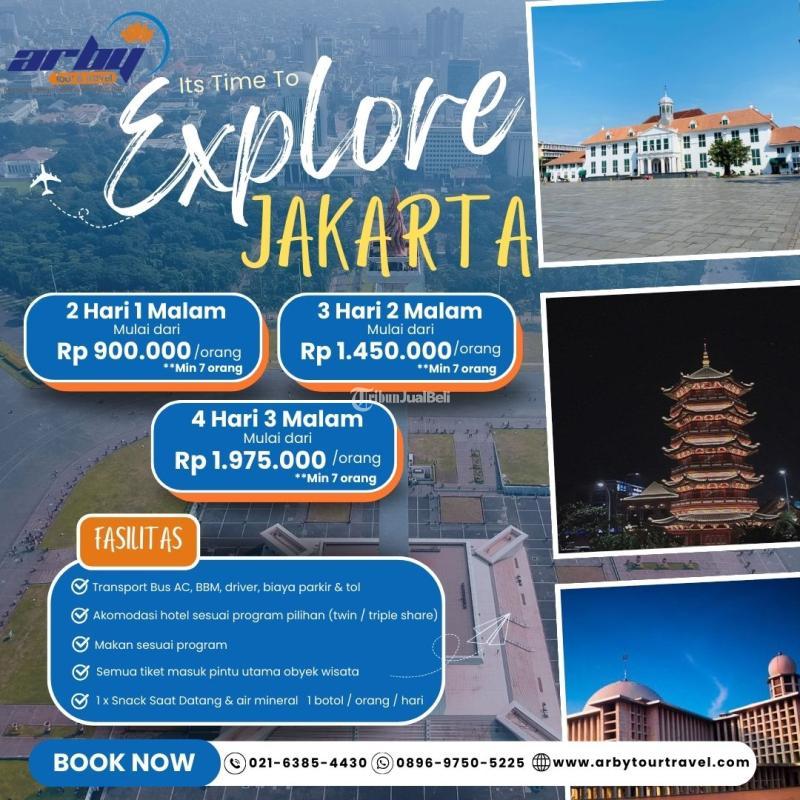 arby
tour & travel
Its Time To
Explore
JAKARTA
2 Hari 1 Malam
Mulai dari
Rp 900.000 /orang
**Min 7 orang
3 Hari 2 Malam
Mulai dari
Rp 1.450.000 /orang
**Min 7 orang
TribunJualBeli
4 Hari 3 Malam
Mulai dari
Rp 1.975.000 /orang
**Min 7 orang
FASILITAS
Transport Bus AC, BBM, driver, biaya parkir & tol
Akomodasi hotel sesuai program pilihan (twin / triple share)
Makan sesuai program
Semua tiket masuk pintu utama obyek wisata
1 x Snack Saat Datang & air mineral 1 botol / orang / hari
BOOK NOW 021-6385-4430 0896-9750-5225 www.arbytourtravel.com